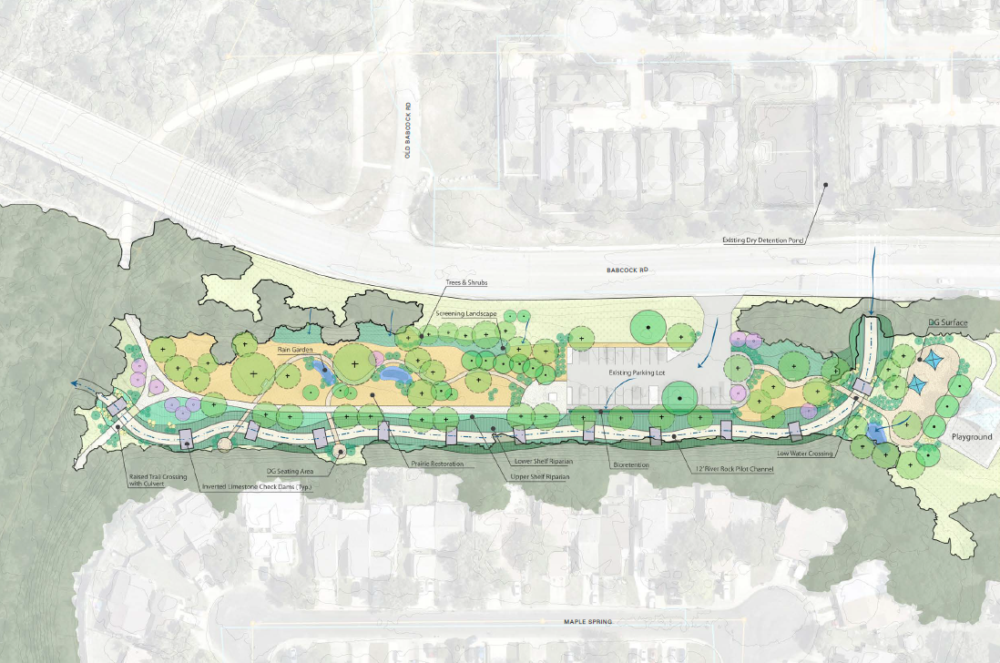 OLD BABCOCK RD
Existing Dry Detention Pond
BABCOCK RD
Trees & Shrubs
Screening Landscape
DG Surface
Rain Garden
Existing Parking Lot
Playground
Low Water Crossing
Prairie Restoration
Lower Shelf Riparian
Bioretention
12' River Rock Pilot Channel
DG Seating Area
Upper Shelf Riparian
Raised Trail Crossing
with Culvert
Inverted Limestone Check Dams (Typ.)
MAPLE SPRING